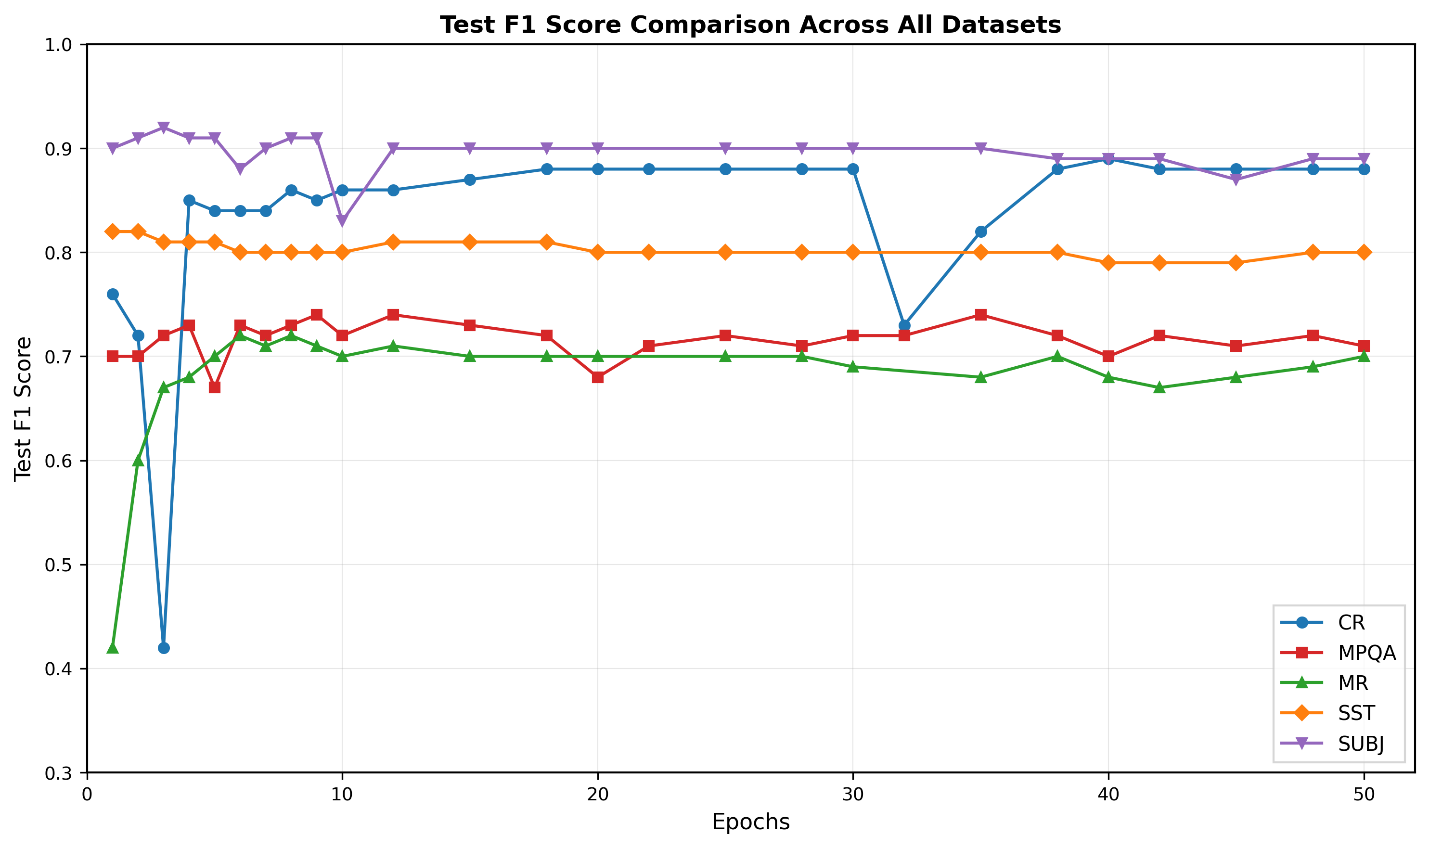 Test F1 Score Comparison Across All Datasets
Test F1 Score
1.0
0.9
0.8
0.7
0.6
0.5
0.4
0.3
0 10 20 30 40 50
Epochs
CR
MPQA
MR
SST
SUBJ